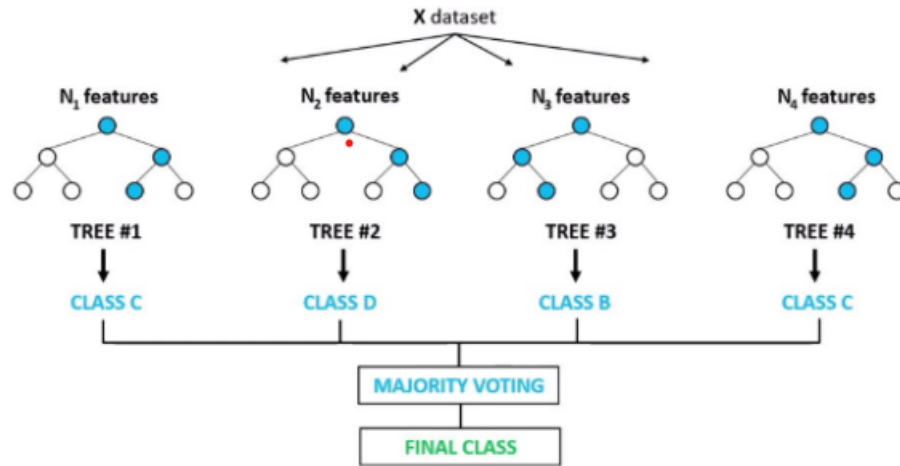 X dataset
N₁ features
N₂ features
N₃ features
N₄ features
TREE #1
TREE #2
TREE #3
TREE #4
CLASS C
CLASS D
CLASS B
CLASS C
MAJORITY VOTING
FINAL CLASS